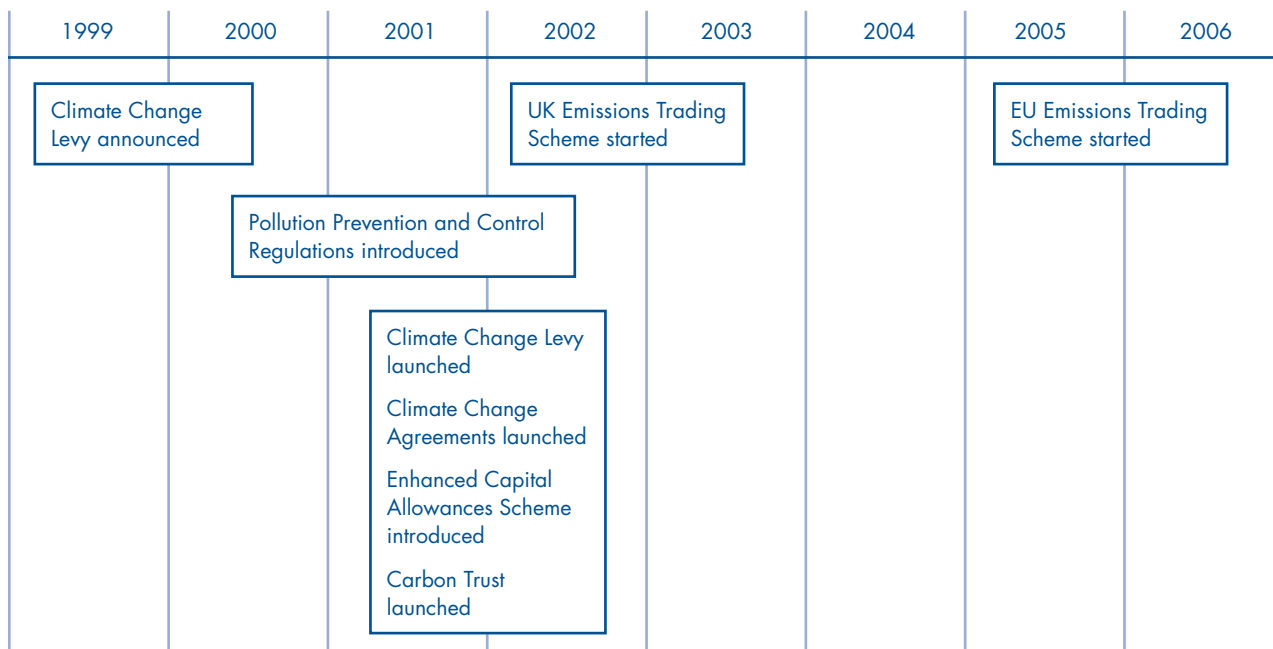 1999 2000 2001 2002 2003 2004 2005 2006
Climate Change
Levy announced
UK Emissions Trading
Scheme started
EU Emissions Trading
Scheme started
Pollution Prevention and Control
Regulations introduced
Climate Change Levy
launched
Climate Change
Agreements launched
Enhanced Capital
Allowances Scheme
introduced
Carbon Trust
launched